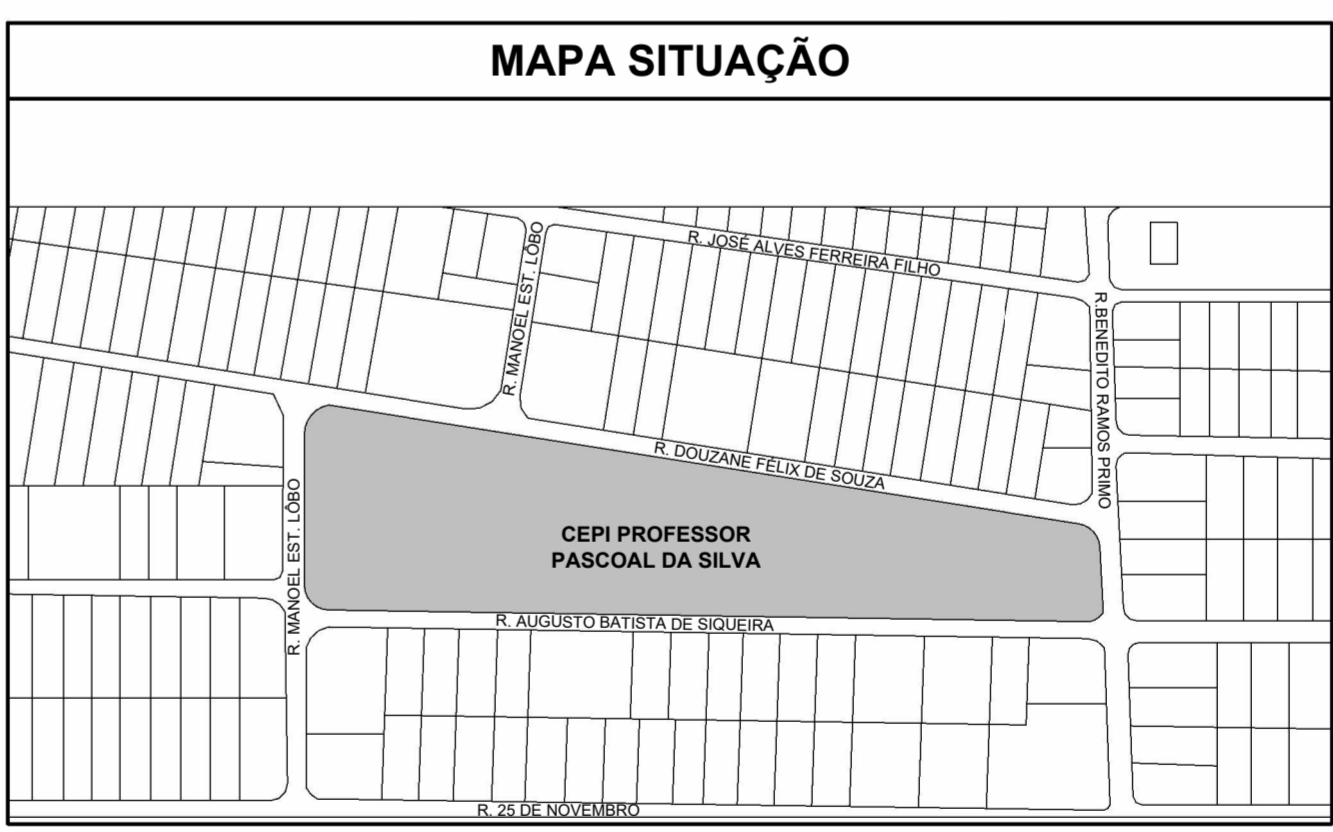 MAPA SITUAÇÃO
R. JOSÉ ALVES FERREIRA FILHO
R. MANOEL EST. LÔBO
R.BENEDITO RAMOS PRIMO
R. DOUZANE FÉLIX DE SOUZA
R. MANOEL EST. LÔBO
CEPI PROFESSOR
PASCOAL DA SILVA
R. AUGUSTO BATISTA DE SIQUEIRA
R. 25 DE NOVEMBRO